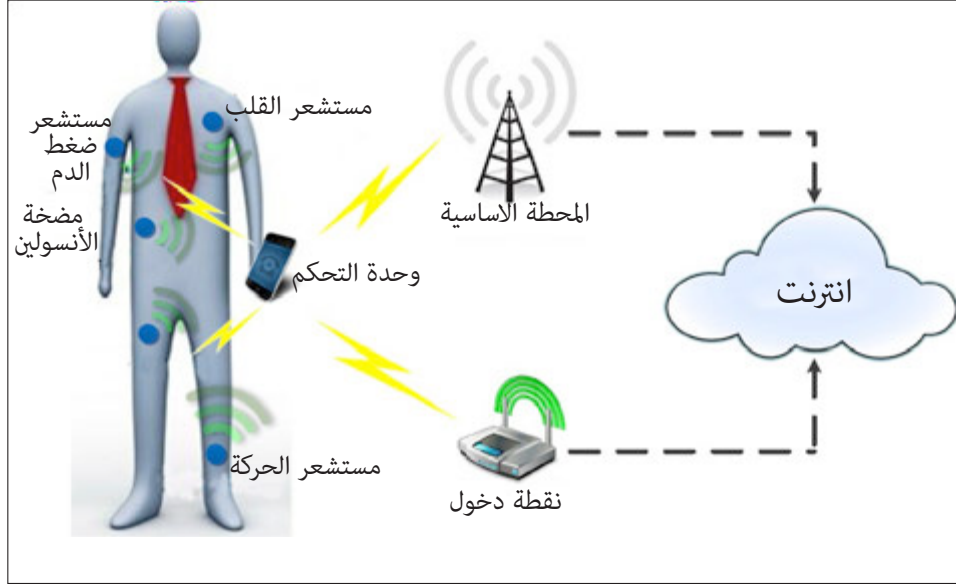 مستشعر القلب
مستشعر
ضغط
الدم
مضخة
الأنسولين
وحدة التحكم
المحطة الاساسية
انترنت
مستشعر الحركة
نقطة دخول